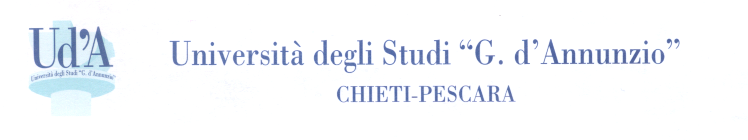 Ud'A
Università degli Studi "G. d'Annunzio"
Università degli Studi "G. d'Annunzio"
CHIETI-PESCARA